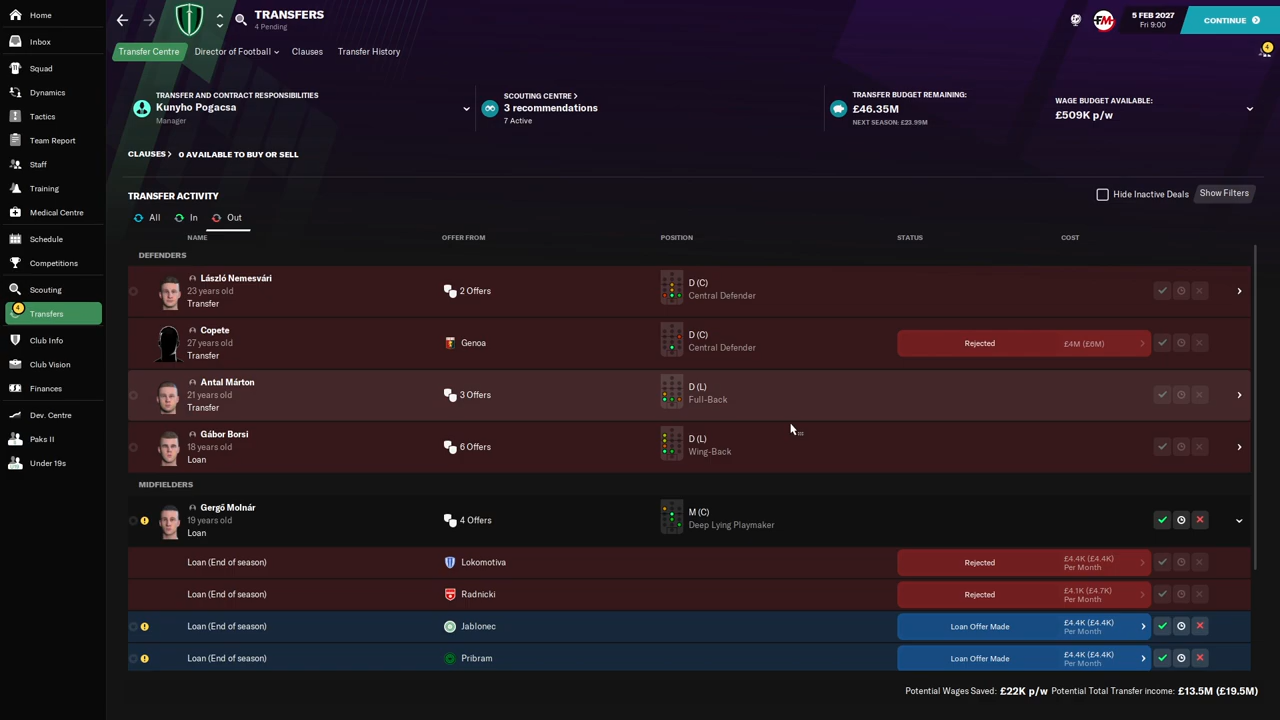 Home
Inbox
Squad
Dynamics
Tactics
Team Report
Staff
Training
Medical Centre
Schedule
Competitions
Scouting
4
Transfers
Club Info
Club Vision
Finances
Dev. Centre
Paks II
Under 19s
TRANSFERS
4 Pending
FM
5 FEB 2027
Fri 9:00
CONTINUE
Transfer Centre
Director of Football
Clauses
Transfer History
4
TRANSFER AND CONTRACT RESPONSIBILITIES
Kunyho Pogacsa
Manager
SCOUTING CENTRE >
3 recommendations
7 Active
TRANSFER BUDGET REMAINING:
£46.35M
NEXT SEASON: £23.99M
WAGE BUDGET AVAILABLE:
£509K p/w
CLAUSES > 0 AVAILABLE TO BUY OR SELL
TRANSFER ACTIVITY
Hide Inactive Deals
Show Filters
All In Out
NAME OFFER FROM POSITION STATUS COST
DEFENDERS
László Nemesvári
23 years old
Transfer
2 Offers
D (C)
Central Defender
Copete
27 years old
Transfer
Genoa
D (C)
Central Defender
Rejected
£4M (£6M)
Antal Márton
21 years old
Transfer
3 Offers
D (L)
Full-Back
Gábor Borsi
18 years old
Loan
6 Offers
D (L)
Wing-Back
MIDFIELDERS
Gergő Molnár
19 years old
Loan
4 Offers
M (C)
Deep Lying Playmaker
Loan (End of season) Lokomotiva Rejected £4.4K (£4.4K)
Per Month
Loan (End of season) Radnicki Rejected £4.1K (£4.7K)
Per Month
Loan (End of season) Jablonec Loan Offer Made £4.4K (£4.4K)
Per Month
Loan (End of season) Pribram Loan Offer Made £4.4K (£4.4K)
Per Month
Potential Wages Saved: £22K p/w Potential Total Transfer income: £13.5M (£19.5M)